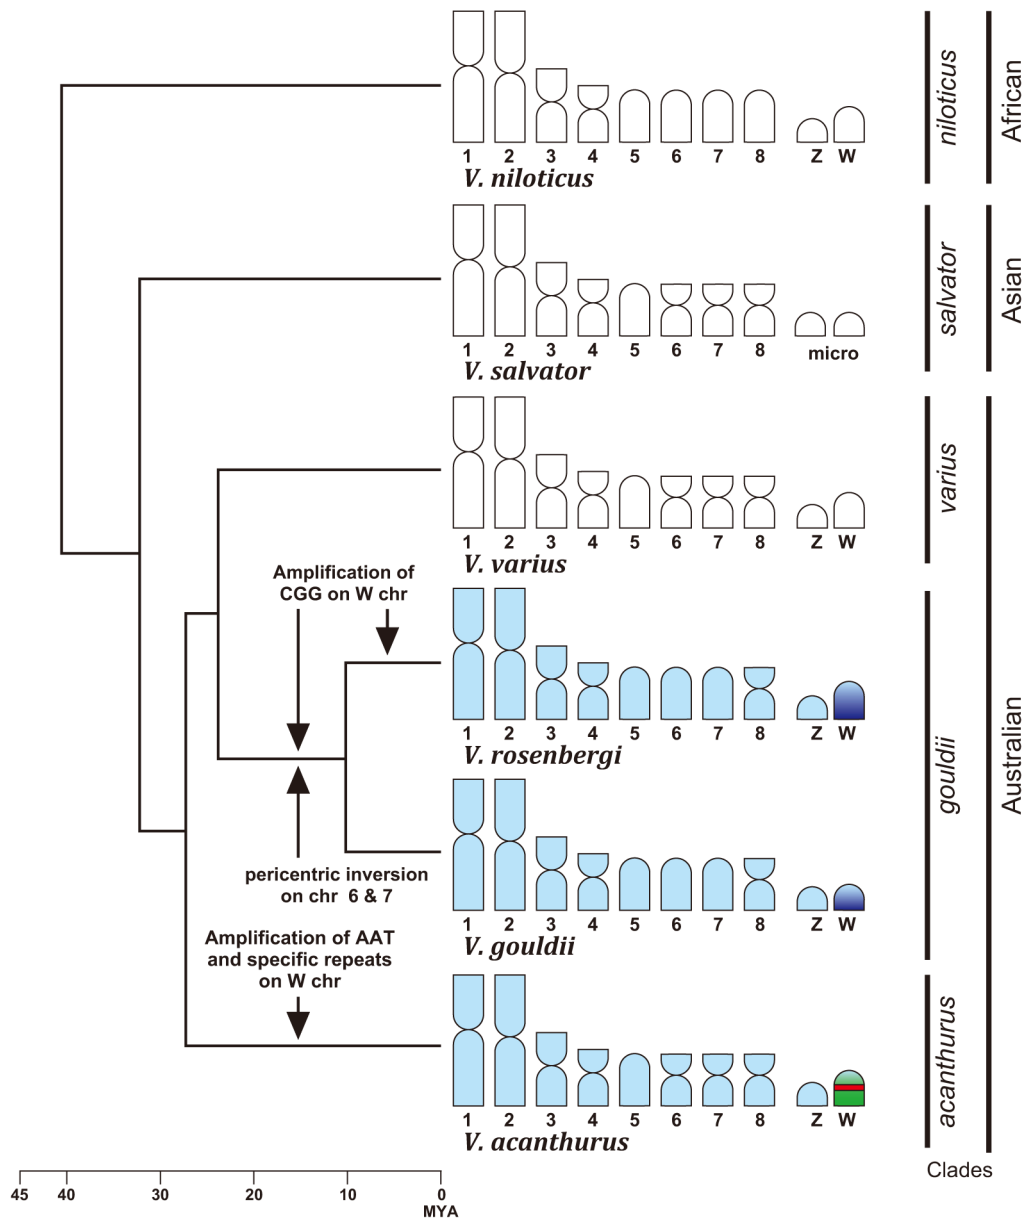 1 2 3 4 5 6 7 8 Z W
V. niloticus
niloticus
African
1 2 3 4 5 6 7 8 micro
V. salvator
salvator
Asian
1 2 3 4 5 6 7 8 Z W
V. varius
varius
Amplification of
CGG on W chr
1 2 3 4 5 6 7 8 Z W
V. rosenbergi
gouldii
Australian
pericentric inversion
on chr 6 & 7
1 2 3 4 5 6 7 8 Z W
V. gouldii
Amplification of AAT
and specific repeats
on W chr
1 2 3 4 5 6 7 8 Z W
V. acanthurus
acanthurus
Clades
45 40 30 20 10 0
MYA